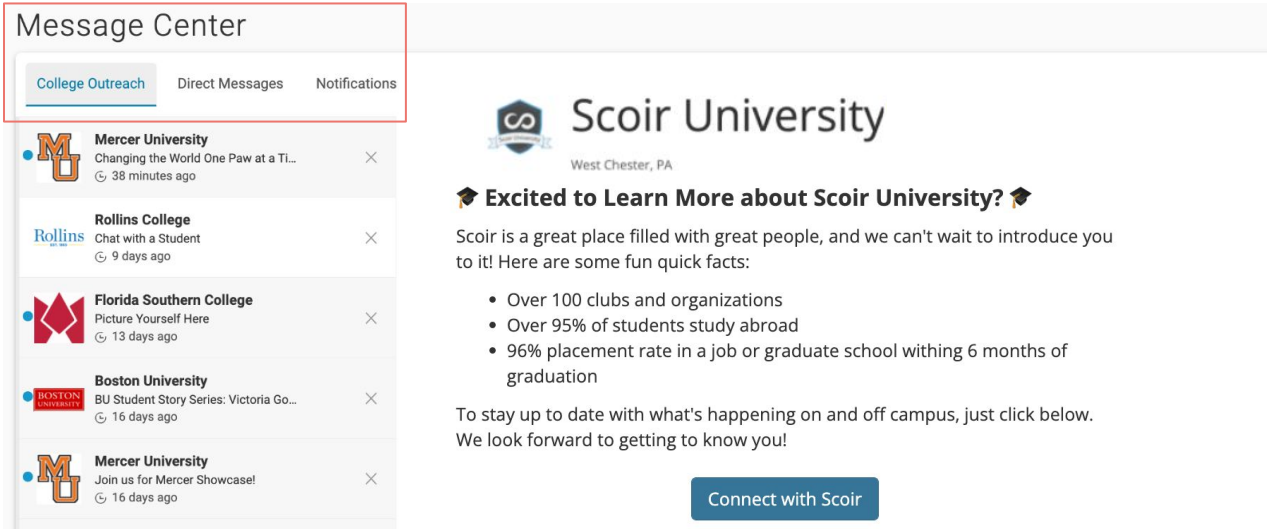 Message Center
College Outreach Direct Messages Notifications
MU
Mercer University
Changing the World One Paw at a Ti...
38 minutes ago
Rollins
Rollins College
Chat with a Student
9 days ago
Florida Southern College
Picture Yourself Here
13 days ago
BOSTON
UNIVERSITY
Boston University
BU Student Story Series: Victoria Go...
16 days ago
MU
Mercer University
Join us for Mercer Showcase!
16 days ago
Scoir University
West Chester, PA
🎓 Excited to Learn More about Scoir University? 🎓
Scoir is a great place filled with great people, and we can't wait to introduce you
to it! Here are some fun quick facts:
• Over 100 clubs and organizations
• Over 95% of students study abroad
• 96% placement rate in a job or graduate school withing 6 months of
graduation
To stay up to date with what's happening on and off campus, just click below.
We look forward to getting to know you!
Connect with Scoir